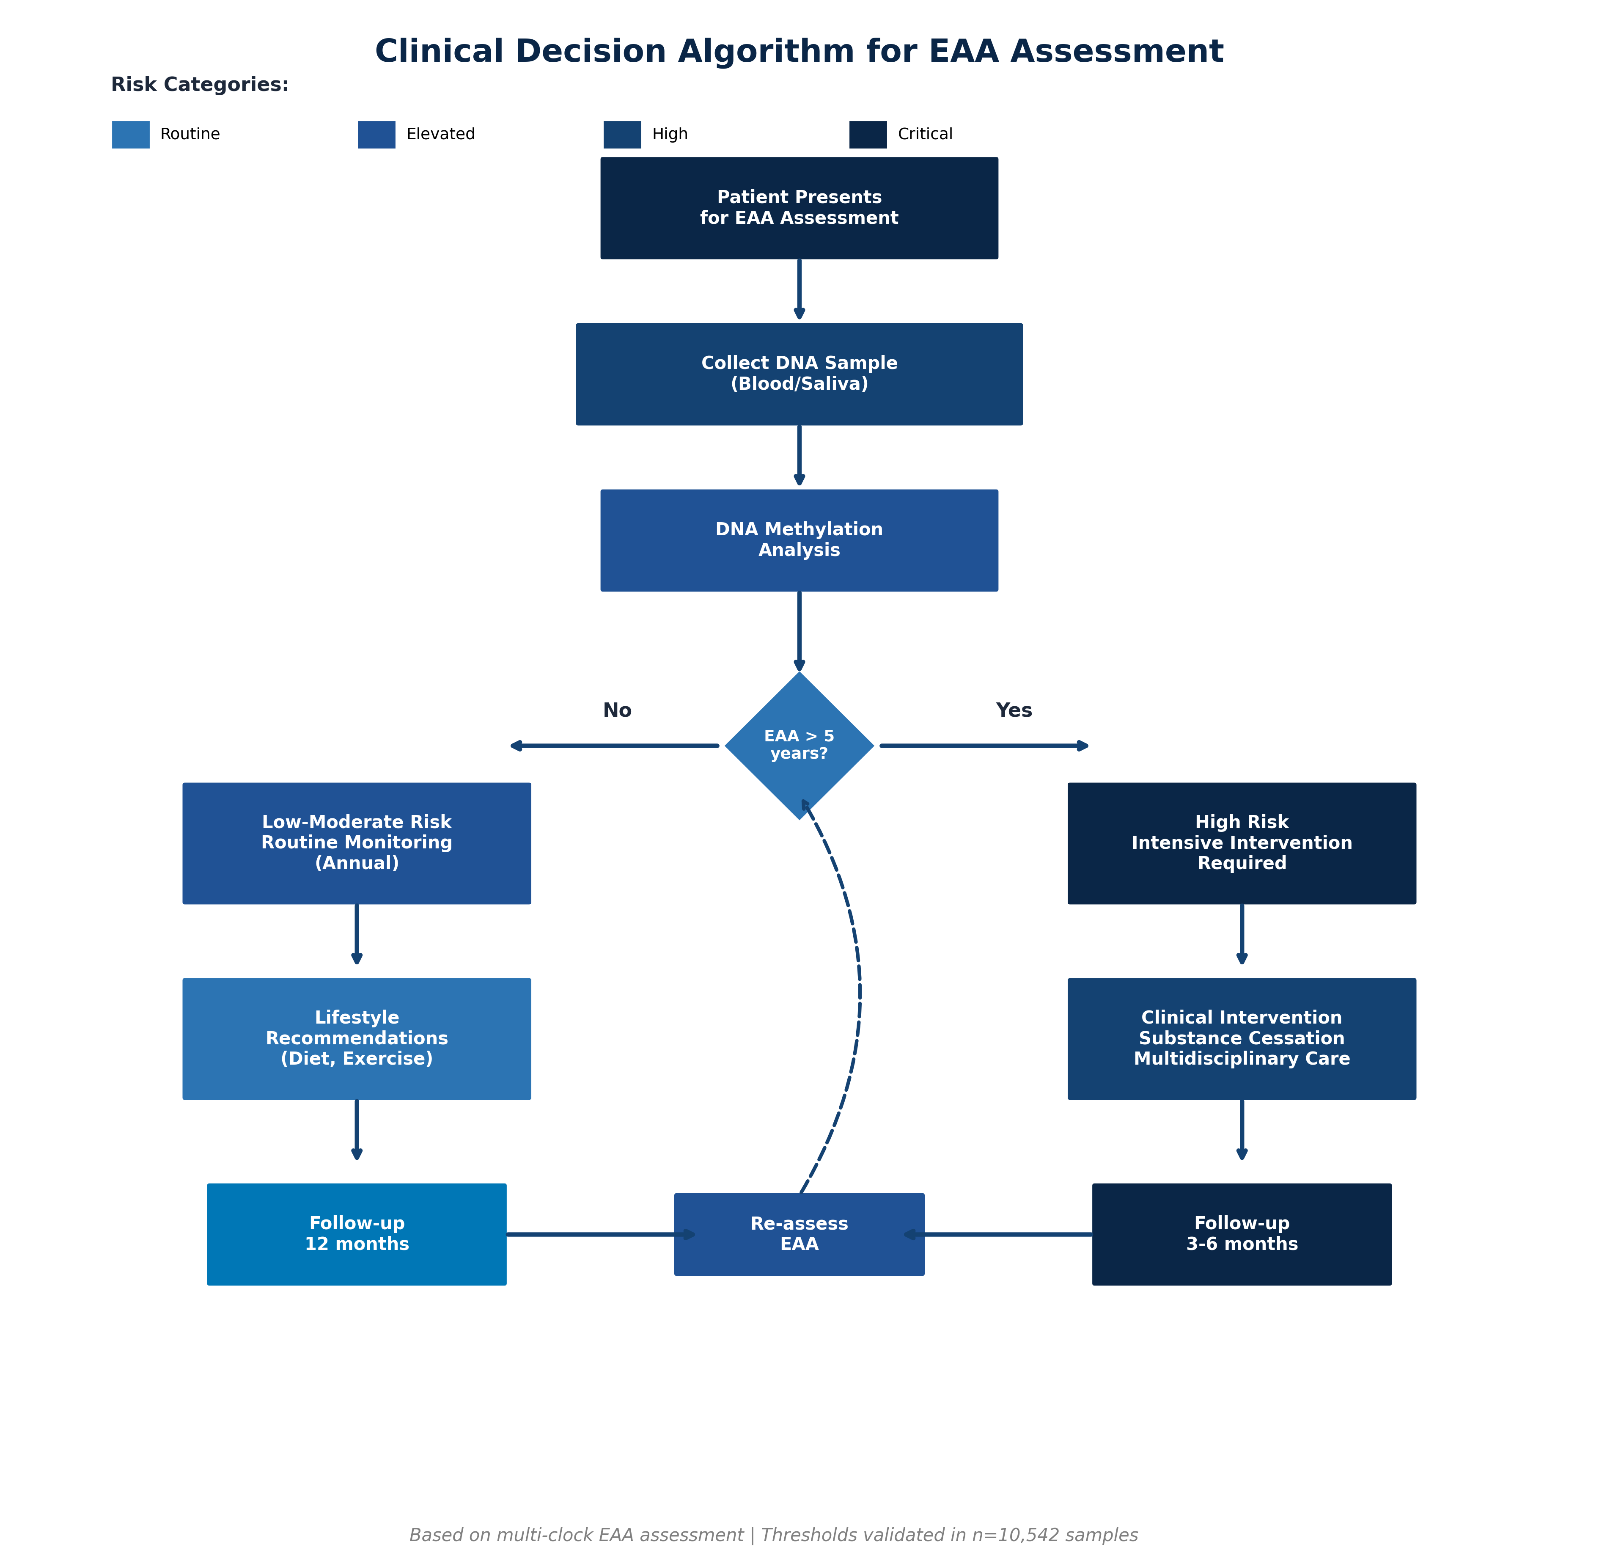 Clinical Decision Algorithm for EAA Assessment
Risk Categories:
Routine
Elevated
High
Critical
Patient Presents
for EAA Assessment
Collect DNA Sample
(Blood/Saliva)
DNA Methylation
Analysis
EAA > 5
years?
No
Yes
Low-Moderate Risk
Routine Monitoring
(Annual)
High Risk
Intensive Intervention
Required
Lifestyle
Recommendations
(Diet, Exercise)
Clinical Intervention
Substance Cessation
Multidisciplinary Care
Follow-up
12 months
Re-assess
EAA
Follow-up
3-6 months
Based on multi-clock EAA assessment | Thresholds validated in n=10,542 samples